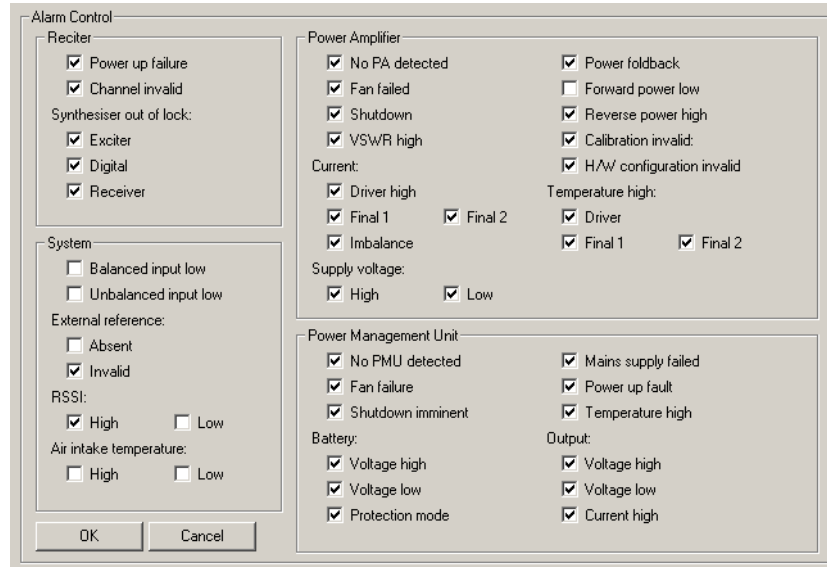 Alarm Control
Reciter
Power up failure
Channel invalid
Synthesiser out of lock:
Exciter
Digital
Receiver
System
Balanced input low
Unbalanced input low
External reference:
Absent
Invalid
RSSI:
High Low
Air intake temperature:
High Low
OK Cancel
Power Amplifier
No PA detected Power foldback
Fan failed Forward power low
Shutdown Reverse power high
VSWR high Calibration invalid:
Current: H/W configuration invalid
Driver high Temperature high:
Final 1 Final 2 Driver
Imbalance Final 1 Final 2
Supply voltage:
High Low
Power Management Unit
No PMU detected Mains supply failed
Fan failure Power up fault
Shutdown imminent Temperature high
Battery: Output:
Voltage high Voltage high
Voltage low Voltage low
Protection mode Current high